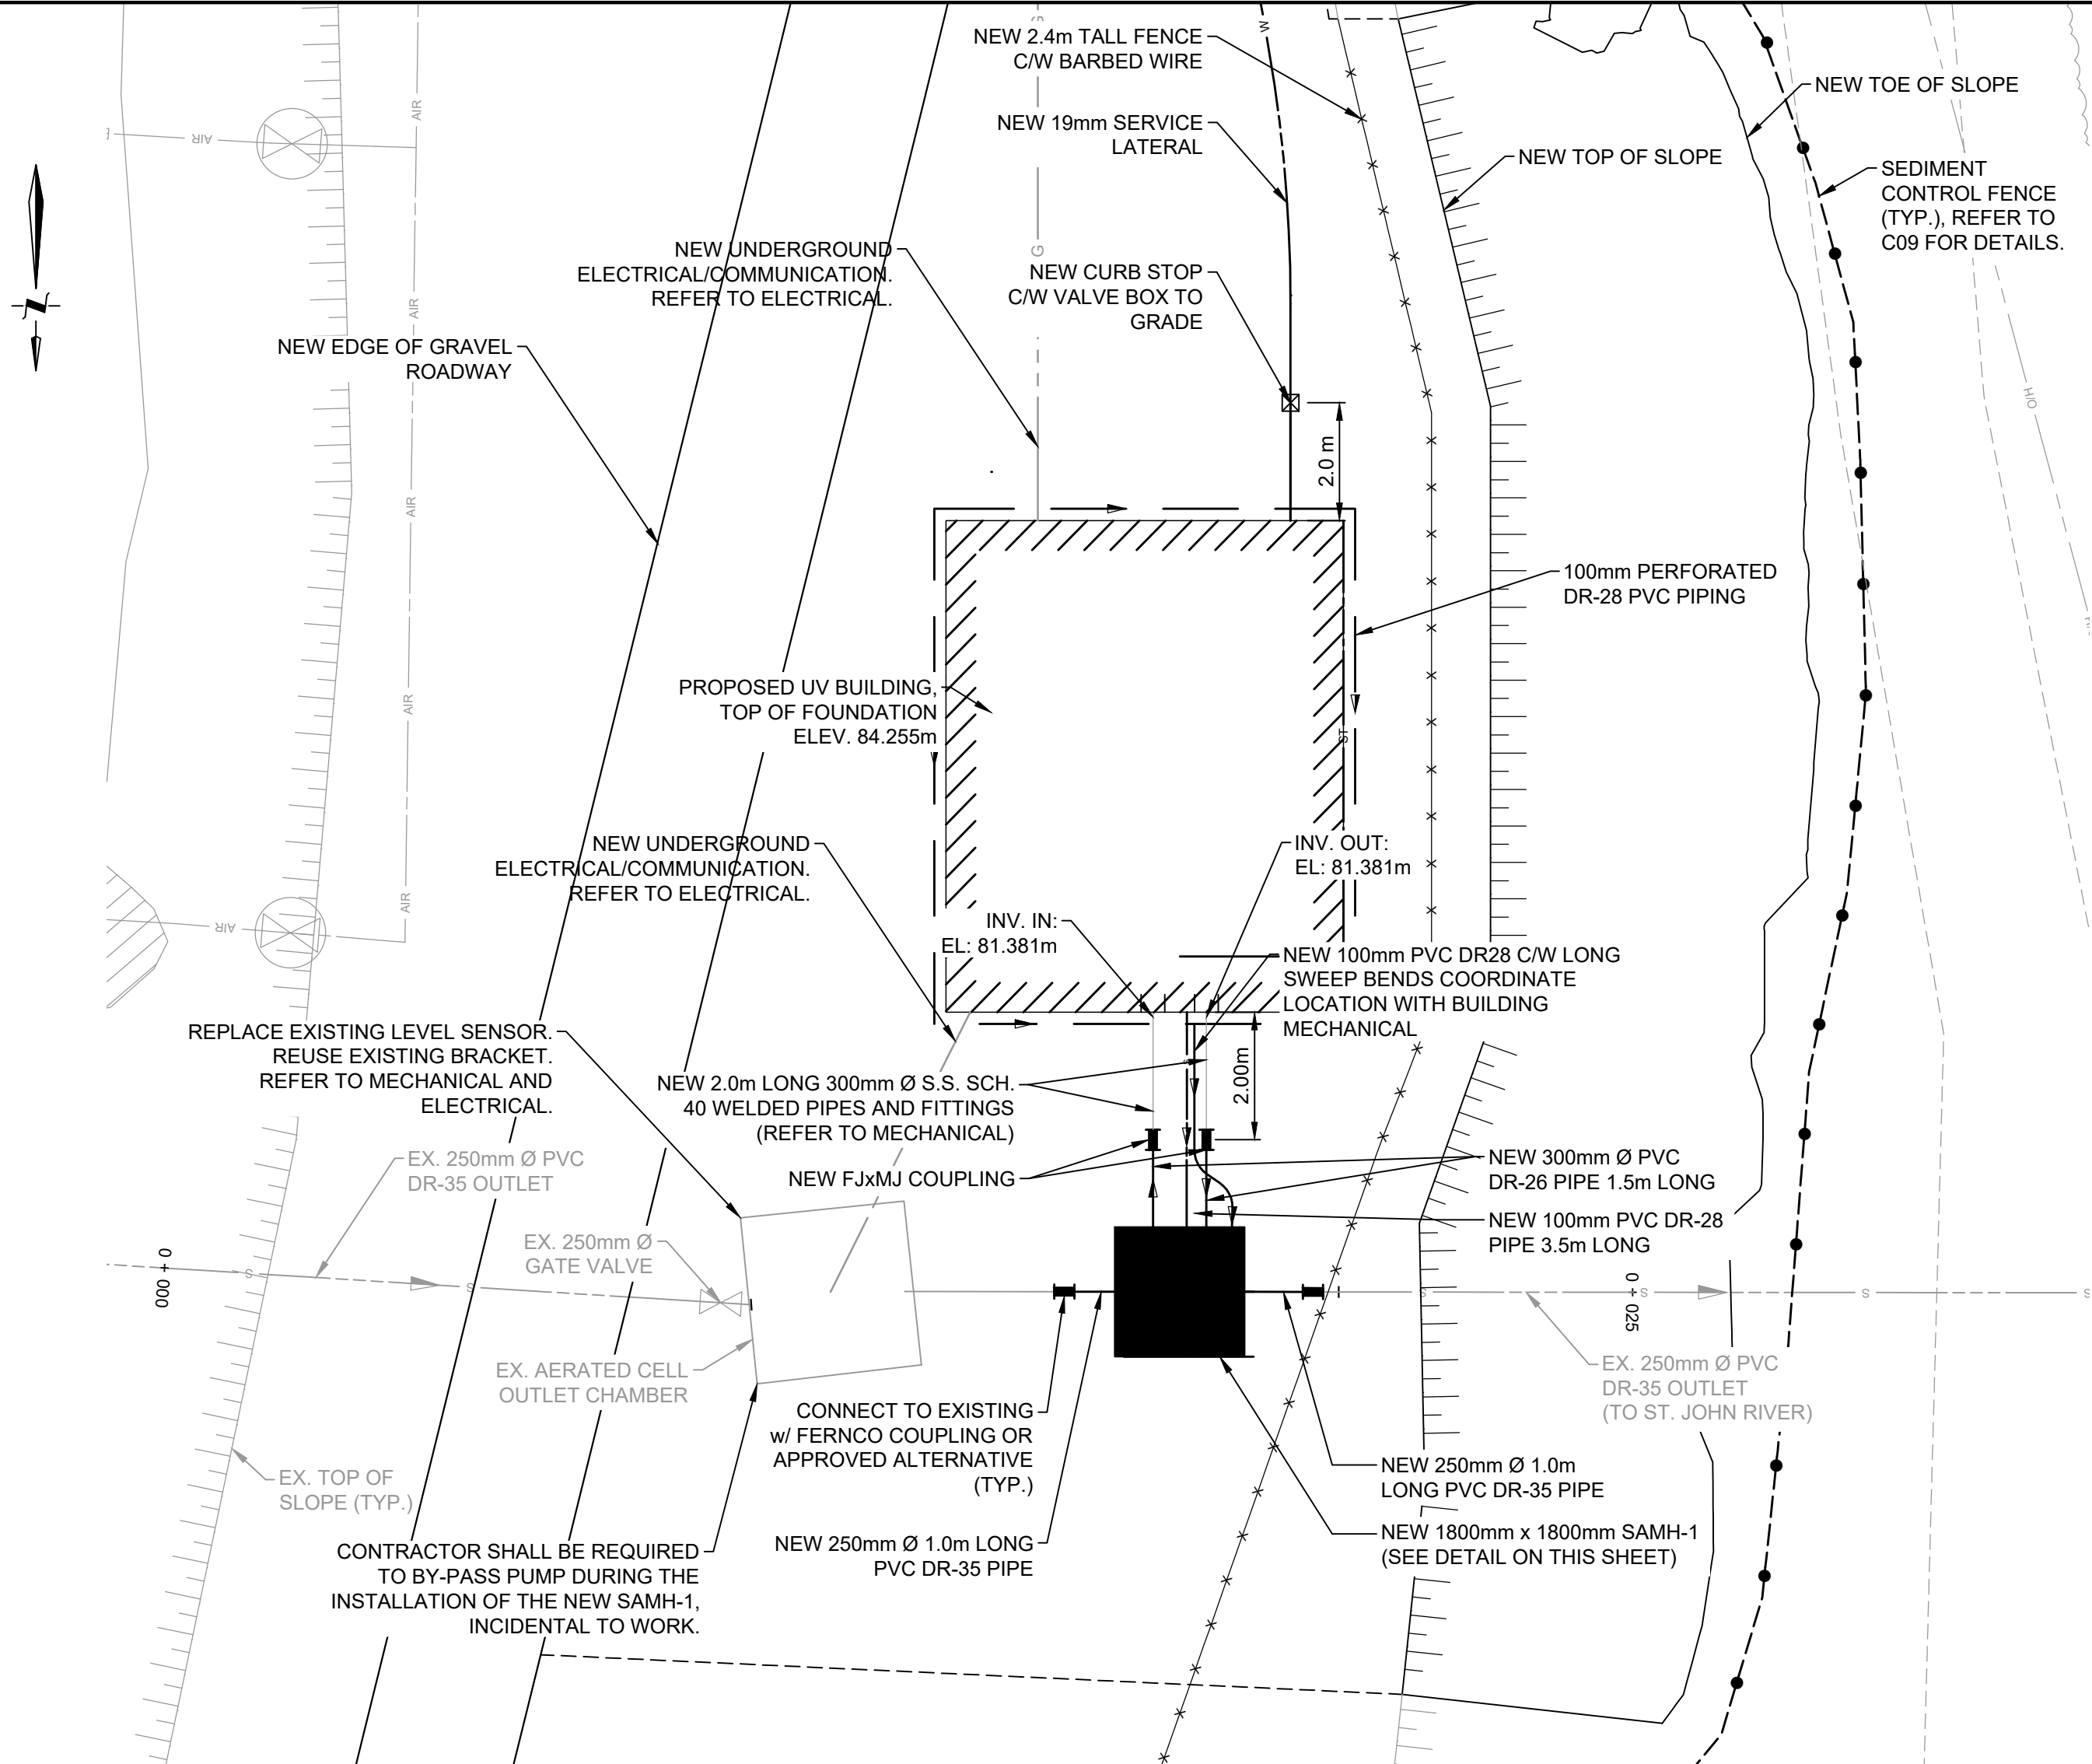 NEW 2.4m TALL FENCE
C/W BARBED WIRE
W
NEW TOE OF SLOPE
AIR
AIR
NEW 19mm SERVICE
LATERAL
NEW TOP OF SLOPE
SEDIMENT
CONTROL FENCE
(TYP.), REFER TO
C09 FOR DETAILS.
NEW UNDERGROUND
ELECTRICAL/COMMUNICATION.
REFER TO ELECTRICAL.
G
NEW CURB STOP
C/W VALVE BOX TO
GRADE
N
AIR
NEW EDGE OF GRAVEL
ROADWAY
O/H
2.0 m
AIR
100mm PERFORATED
DR-28 PVC PIPING
PROPOSED UV BUILDING,
TOP OF FOUNDATION
ELEV. 84.255m
AIR
ST
NEW UNDERGROUND
ELECTRICAL/COMMUNICATION.
REFER TO ELECTRICAL.
INV. OUT:
EL: 81.381m
AIR
AIR
INV. IN:
EL: 81.381m
NEW 100mm PVC DR28 C/W LONG
SWEEP BENDS COORDINATE
LOCATION WITH BUILDING
MECHANICAL
REPLACE EXISTING LEVEL SENSOR.
REUSE EXISTING BRACKET.
REFER TO MECHANICAL AND
ELECTRICAL.
NEW 2.0m LONG 300mm Ø S.S. SCH.
40 WELDED PIPES AND FITTINGS
(REFER TO MECHANICAL)
2.00m
EX. 250mm Ø PVC
DR-35 OUTLET
NEW FJxMJ COUPLING
NEW 300mm Ø PVC
DR-26 PIPE 1.5m LONG
NEW 100mm PVC DR-28
PIPE 3.5m LONG
EX. 250mm Ø
GATE VALVE
0 + 000
S
S
0 + 025
S
S
S
S
EX. AERATED CELL
OUTLET CHAMBER
EX. 250mm Ø PVC
DR-35 OUTLET
(TO ST. JOHN RIVER)
CONNECT TO EXISTING
w/ FERNCO COUPLING OR
APPROVED ALTERNATIVE
(TYP.)
EX. TOP OF
SLOPE (TYP.)
NEW 250mm Ø 1.0m
LONG PVC DR-35 PIPE
NEW 250mm Ø 1.0m LONG
PVC DR-35 PIPE
NEW 1800mm x 1800mm SAMH-1
(SEE DETAIL ON THIS SHEET)
CONTRACTOR SHALL BE REQUIRED
TO BY-PASS PUMP DURING THE
INSTALLATION OF THE NEW SAMH-1,
INCIDENTAL TO WORK.